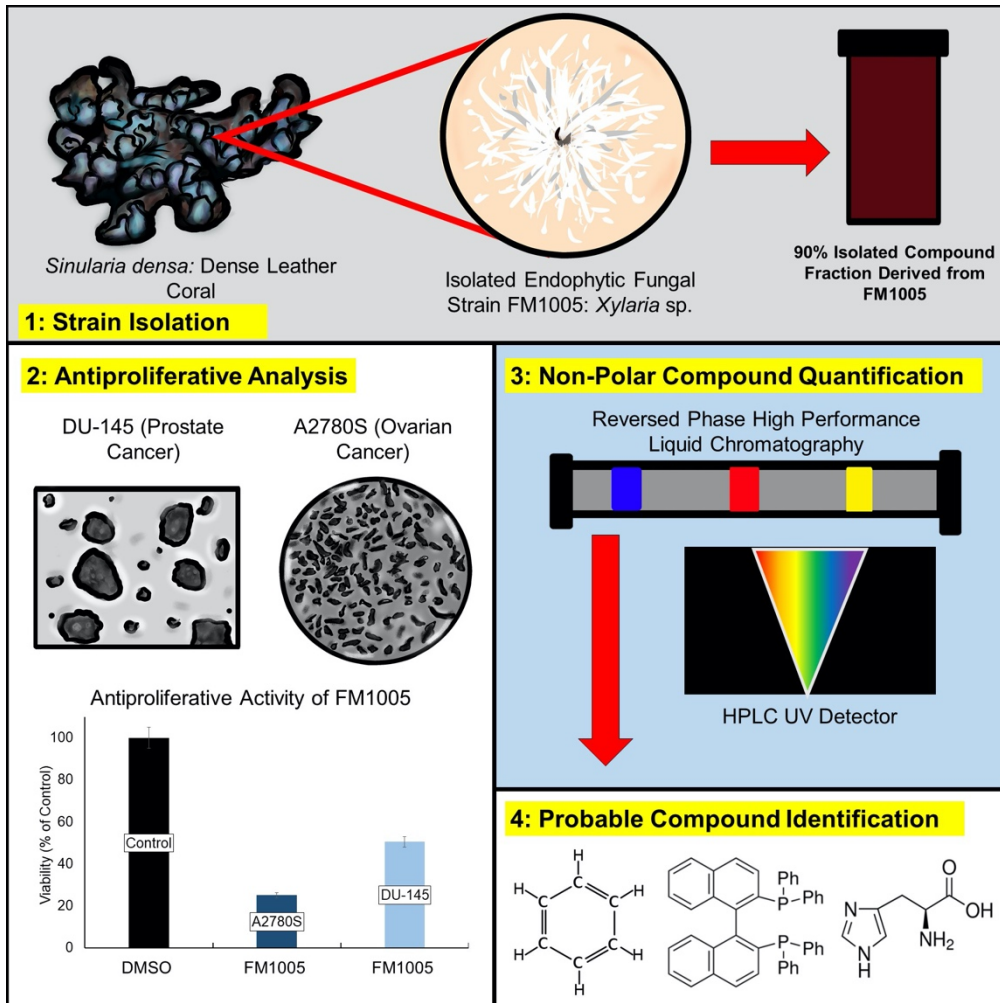 Sinularia densa: Dense Leather
Coral
Isolated Endophytic Fungal
Strain FM1005: Xylaria sp.
90% Isolated Compound
Fraction Derived from
FM1005
1: Strain Isolation
2: Antiproliferative Analysis
DU-145 (Prostate
Cancer)
A2780S (Ovarian
Cancer)
Antiproliferative Activity of FM1005
Viability (% of Control)
100
80
60
40
20
0
Control
A2780S
DU-145
DMSO
FM1005
FM1005
3: Non-Polar Compound Quantification
Reversed Phase High Performance
Liquid Chromatography
HPLC UV Detector
4: Probable Compound Identification
H
H
C
H
C
C
C
C
H
C
H
H
Ph
P
Ph
Ph
P
Ph
N
N
H
O
OH
NH2